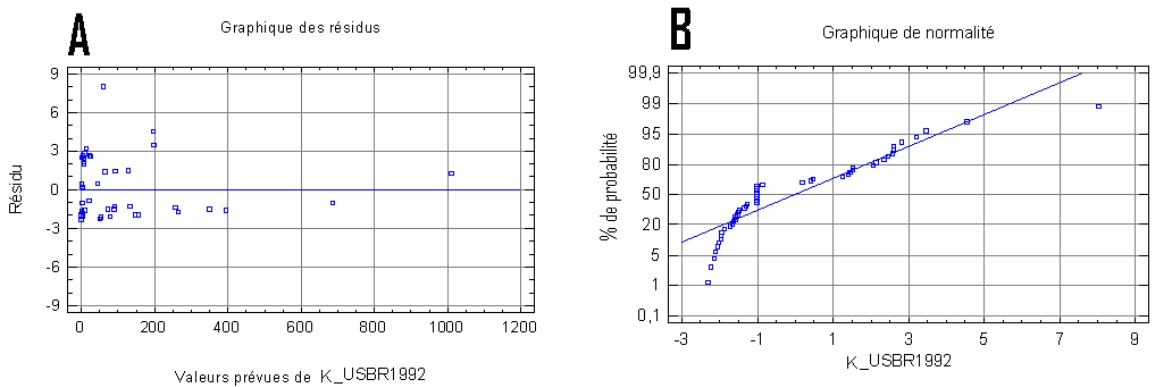 A
Graphique des résidus
Résidu
9
6
3
0
-3
-6
-9
0 200 400 600 800 1000 1200
Valeurs prévues de K_USBR1992
B
Graphique de normalité
% de probabilité
99,9
99
95
80
50
20
5
1
0,1
-3 -1 1 3 5 7 9
K_USBR1992